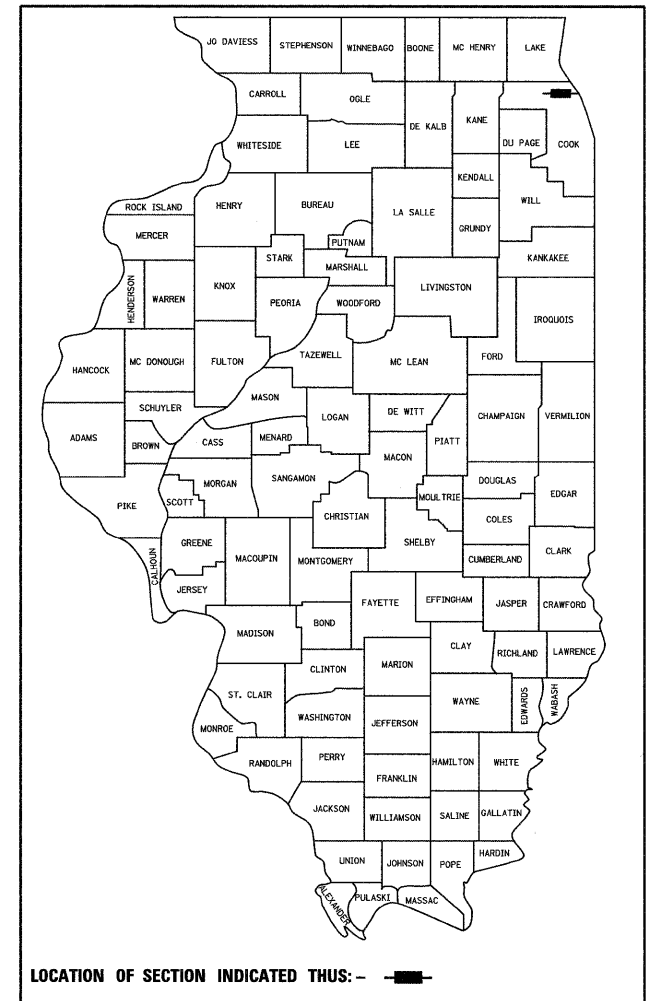 JO DAVIESS
STEPHENSON
WINNEBAGO
BOONE
MC HENRY
LAKE
CARROLL
OGLE
DE KALB
KANE
DU PAGE
COOK
WHITESIDE
LEE
KENDALL
WILL
ROCK ISLAND
HENRY
BUREAU
LA SALLE
GRUNDY
MERCER
PUTNAM
STARK
MARSHALL
KANKAKEE
HENDERSON
WARREN
KNOX
PEORIA
WOODFORD
LIVINGSTON
IROQUOIS
HANCOCK
MC DONOUGH
FULTON
TAZEWELL
MC LEAN
FORD
SCHUYLER
MASON
LOGAN
DE WITT
CHAMPAIGN
VERMILION
ADAMS
BROWN
CASS
MENARD
PIATT
MACON
PIKE
SCOTT
MORGAN
SANGAMON
CHRISTIAN
MOULTRIE
DOUGLAS
EDGAR
COLES
CALHOUN
GREENE
MACOUPIN
MONTGOMERY
SHELBY
CUMBERLAND
CLARK
JERSEY
FAYETTE
EFFINGHAM
JASPER
CRAWFORD
MADISON
BOND
CLAY
RICHLAND
LAWRENCE
CLINTON
MARION
ST. CLAIR
WAYNE
EDWARDS
WABASH
MONROE
WASHINGTON
JEFFERSON
RANDOLPH
PERRY
HAMILTON
WHITE
FRANKLIN
JACKSON
WILLIAMSON
SALINE
GALLATIN
UNION
JOHNSON
POPE
HARDIN
ALEXANDER
PULASKI
MASSAC
LOCATION OF SECTION INDICATED THUS: –